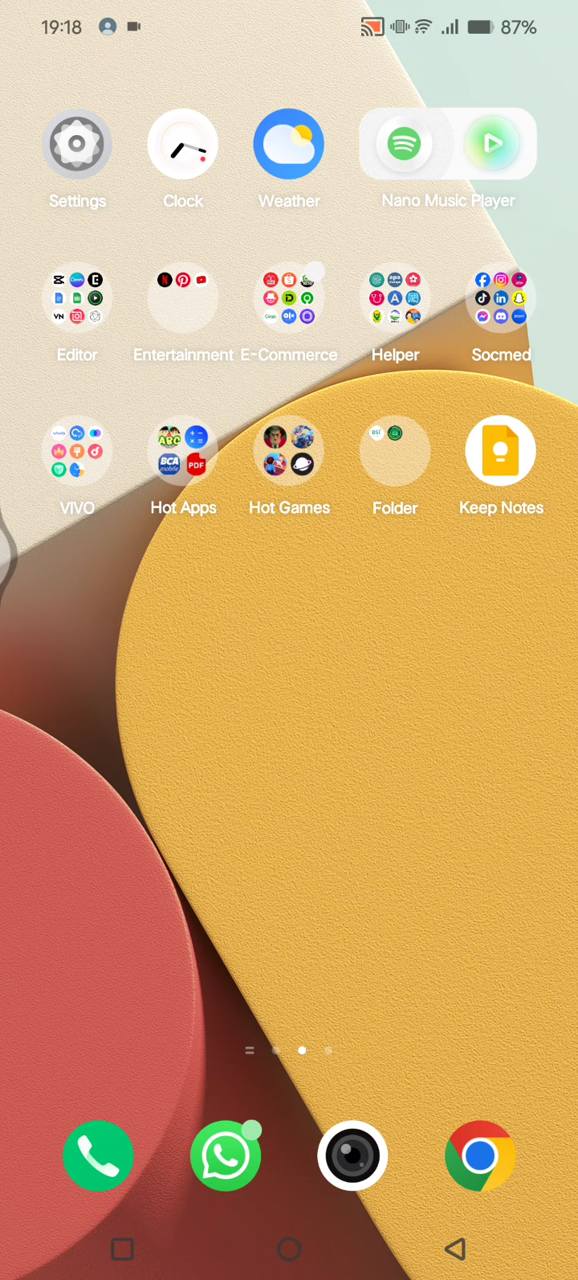 19:18 87%
Settings Clock Weather Nano Music Player
Editor Entertainment E-Commerce Helper Socmed
VIVO Hot Apps Hot Games Folder Keep Notes